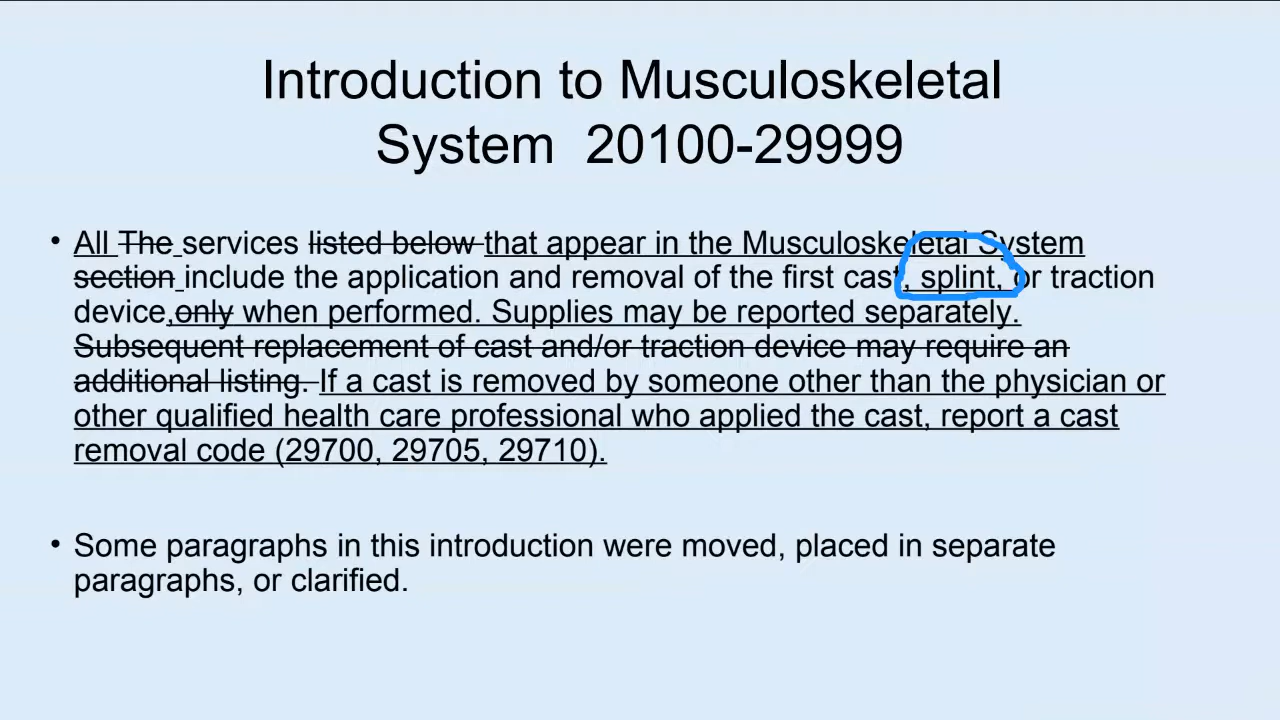 Introduction to Musculoskeletal
System 20100-29999
• All The services listed below that appear in the Musculoskeletal System
section include the application and removal of the first cast, splint, or traction
device,only when performed. Supplies may be reported separately.
Subsequent replacement of cast and/or traction device may require an
additional listing. If a cast is removed by someone other than the physician or
other qualified health care professional who applied the cast, report a cast
removal code (29700, 29705, 29710).
• Some paragraphs in this introduction were moved, placed in separate
paragraphs, or clarified.